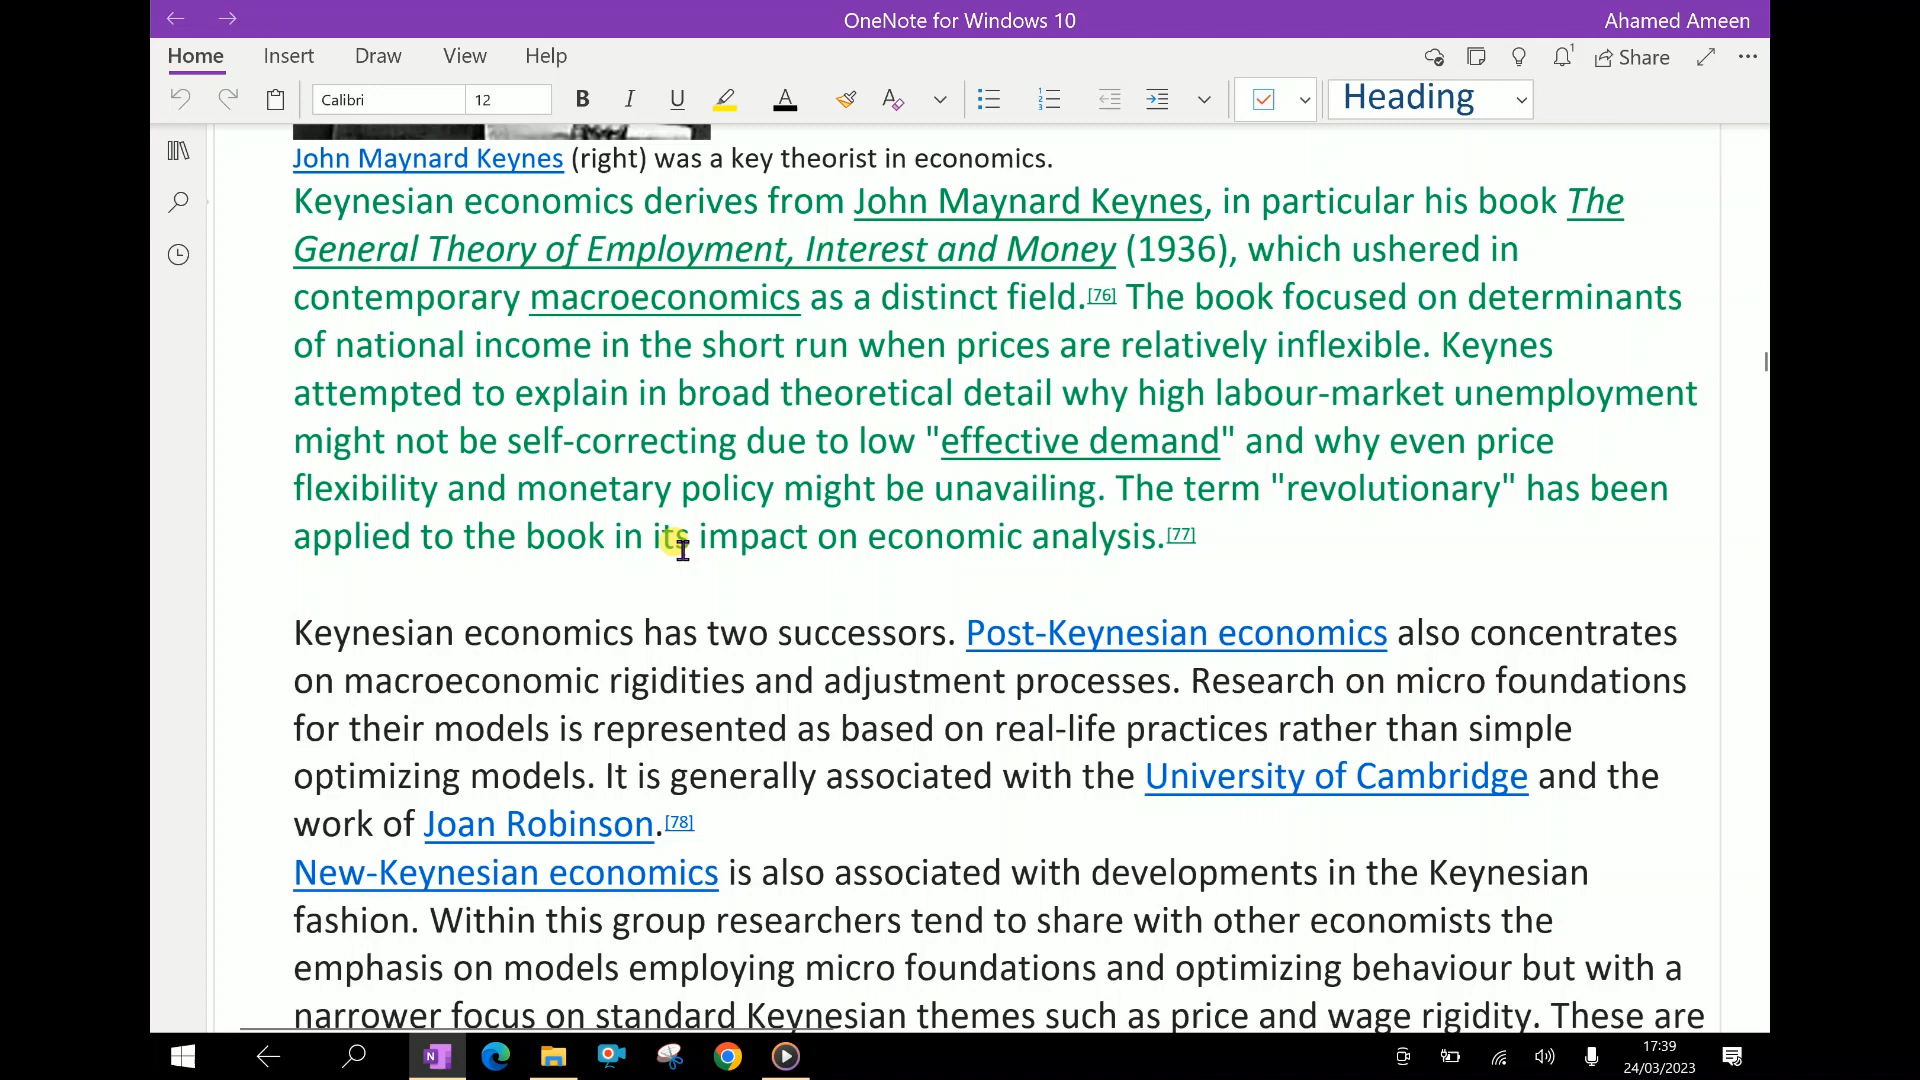 OneNote for Windows 10
Ahamed Ameen
Home Insert Draw View Help
1 Share
Calibri 12 B I U A A Heading
John Maynard Keynes (right) was a key theorist in economics.
Keynesian economics derives from John Maynard Keynes, in particular his book The
General Theory of Employment, Interest and Money (1936), which ushered in
contemporary macroeconomics as a distinct field.[76] The book focused on determinants
of national income in the short run when prices are relatively inflexible. Keynes
attempted to explain in broad theoretical detail why high labour-market unemployment
might not be self-correcting due to low "effective demand" and why even price
flexibility and monetary policy might be unavailing. The term "revolutionary" has been
applied to the book in its impact on economic analysis.[77]
Keynesian economics has two successors. Post-Keynesian economics also concentrates
on macroeconomic rigidities and adjustment processes. Research on micro foundations
for their models is represented as based on real-life practices rather than simple
optimizing models. It is generally associated with the University of Cambridge and the
work of Joan Robinson.[78]
New-Keynesian economics is also associated with developments in the Keynesian
fashion. Within this group researchers tend to share with other economists the
emphasis on models employing micro foundations and optimizing behaviour but with a
narrower focus on standard Keynesian themes such as price and wage rigidity. These are
17:39
24/03/2023